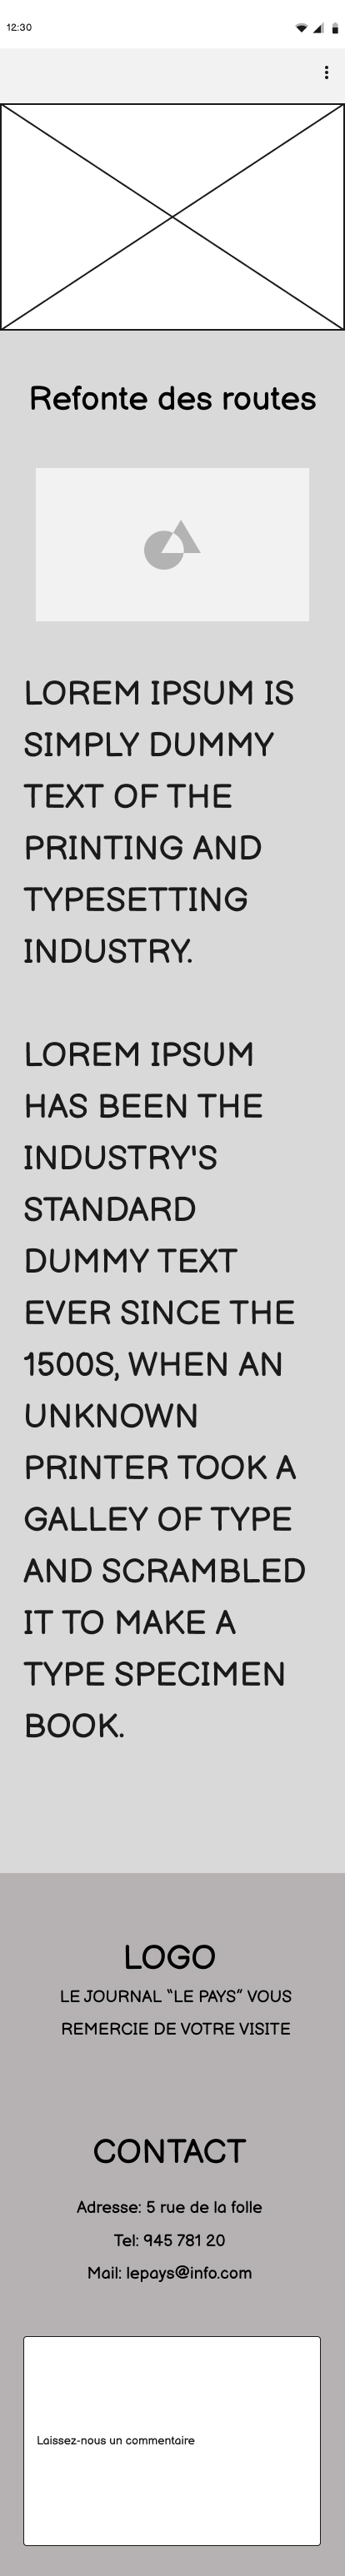 12:30
Refonte des routes
LOREM IPSUM IS
SIMPLY DUMMY
TEXT OF THE
PRINTING AND
TYPESETTING
INDUSTRY.
LOREM IPSUM
HAS BEEN THE
INDUSTRY'S
STANDARD
DUMMY TEXT
EVER SINCE THE
1500S, WHEN AN
UNKNOWN
PRINTER TOOK A
GALLEY OF TYPE
AND SCRAMBLED
IT TO MAKE A
TYPE SPECIMEN
BOOK.
LOGO
LE JOURNAL “LE PAYS” VOUS
REMERCIE DE VOTRE VISITE
CONTACT
Adresse: 5 rue de la folle
Tel: 945 781 20
Mail: lepays@info.com
Laissez-nous un commentaire